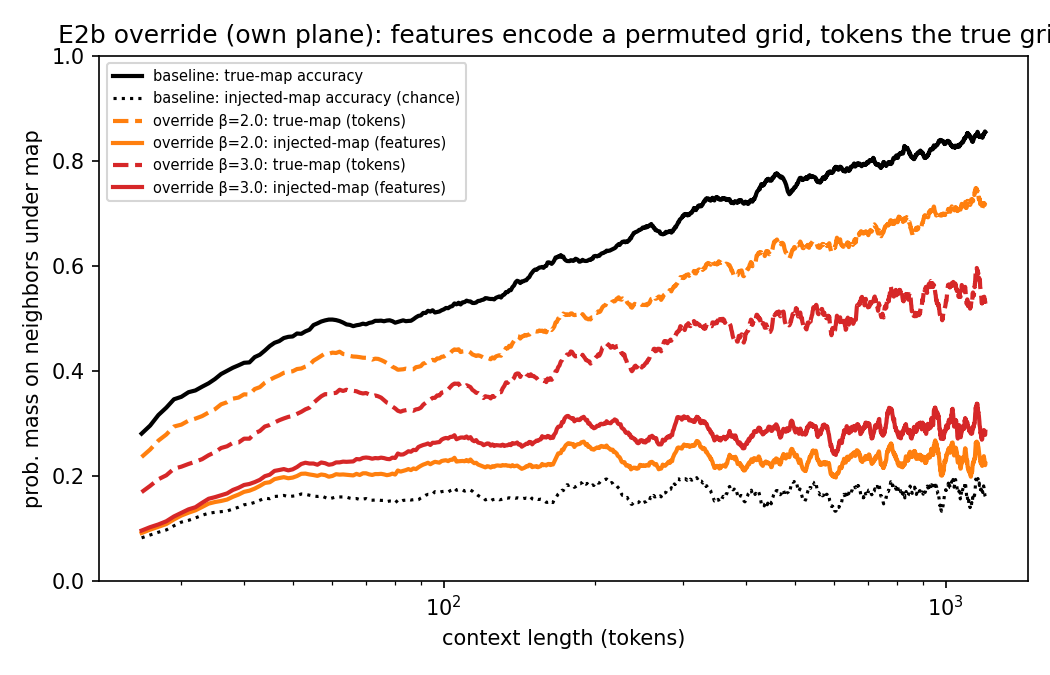 E2b override (own plane): features encode a permuted grid, tokens the true gri
1.0
0.8
0.6
0.4
0.2
0.0
prob. mass on neighbors under map
baseline: true-map accuracy
baseline: injected-map accuracy (chance)
override β=2.0: true-map (tokens)
override β=2.0: injected-map (features)
override β=3.0: true-map (tokens)
override β=3.0: injected-map (features)
10² 10³
context length (tokens)